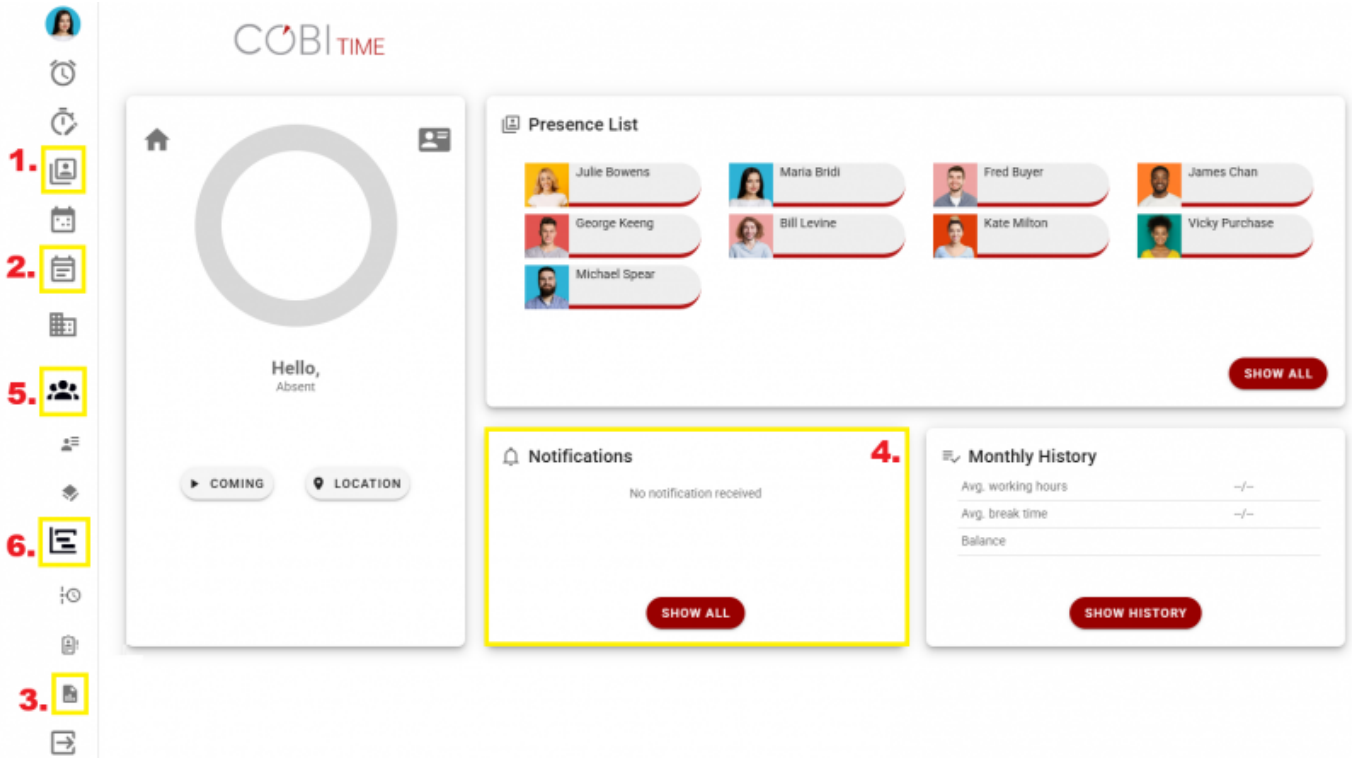 COBI TIME
1.
2.
5.
6.
3.
Hello,
Absent
COMING
LOCATION
Presence List
Julie Bowens
Maria Bridi
Fred Buyer
James Chan
George Keeng
Bill Levine
Kate Milton
Vicky Purchase
Michael Spear
SHOW ALL
Notifications
4.
No notification received
SHOW ALL
Monthly History
Avg. working hours --/--
Avg. break time --/--
Balance
SHOW HISTORY